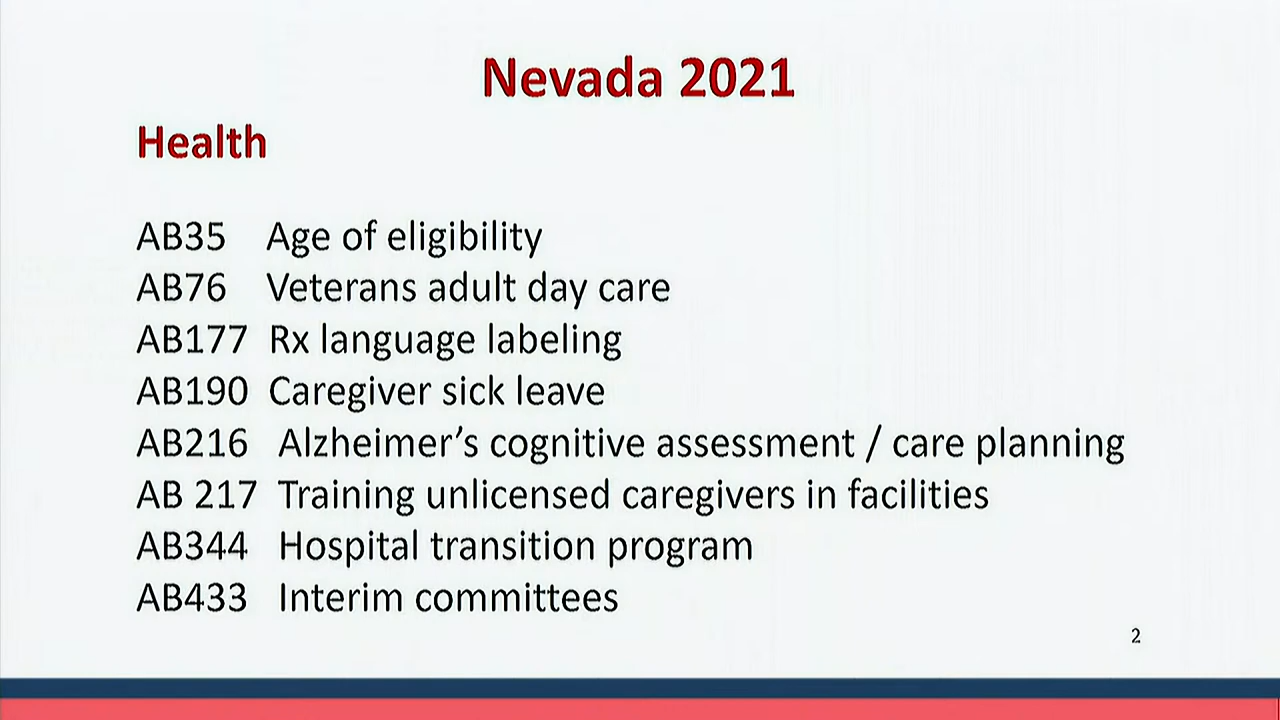 Nevada 2021
Health
AB35 Age of eligibility
AB76 Veterans adult day care
AB177 Rx language labeling
AB190 Caregiver sick leave
AB216 Alzheimer’s cognitive assessment / care planning
AB 217 Training unlicensed caregivers in facilities
AB344 Hospital transition program
AB433 Interim committees
2